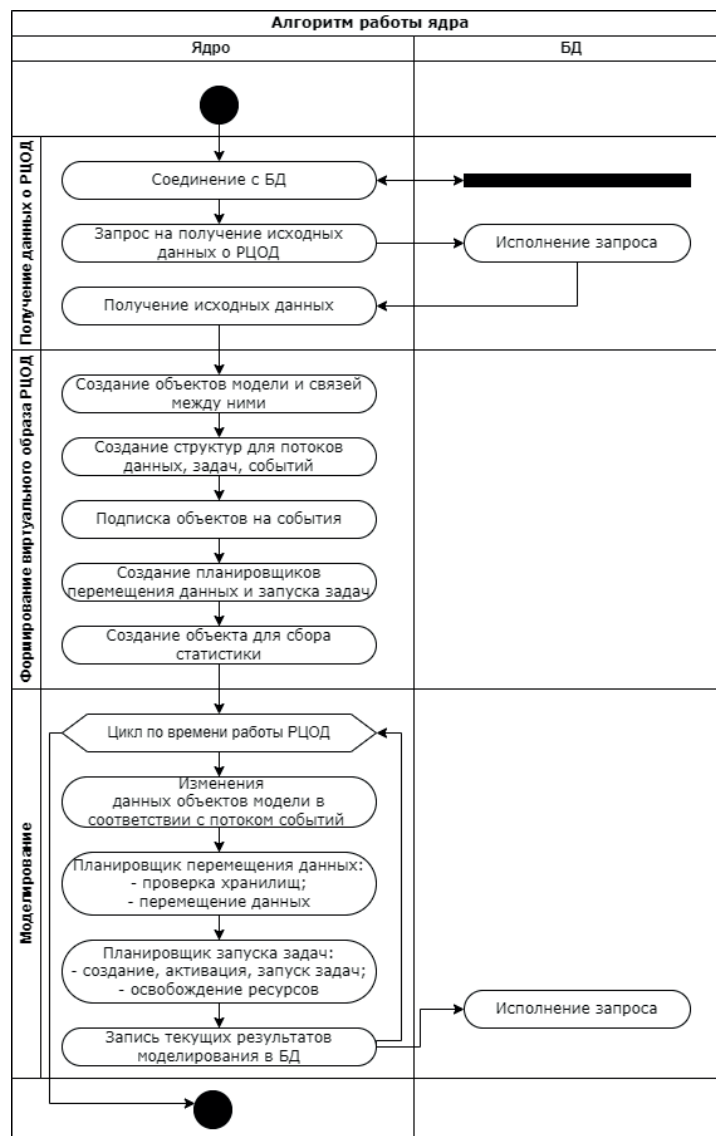 Алгоритм работы ядра
Ядро
БД
Получение данных о РЦОД
Соединение с БД
Запрос на получение исходных
данных о РЦОД
Исполнение запроса
Получение исходных данных
Формирование виртуального образа РЦОД
Создание объектов модели и связей
между ними
Создание структур для потоков
данных, задач, событий
Подписка объектов на события
Создание планировщиков
перемещения данных и запуска задач
Создание объекта для сбора
статистики
Моделирование
Цикл по времени работы РЦОД
Изменения
данных объектов модели в
соответствии с потоком событий
Планировщик перемещения данных:
- проверка хранилищ;
- перемещение данных
Планировщик запуска задач:
- создание, активация, запуск задач;
- освобождение ресурсов
Запись текущих результатов
моделирования в БД
Исполнение запроса